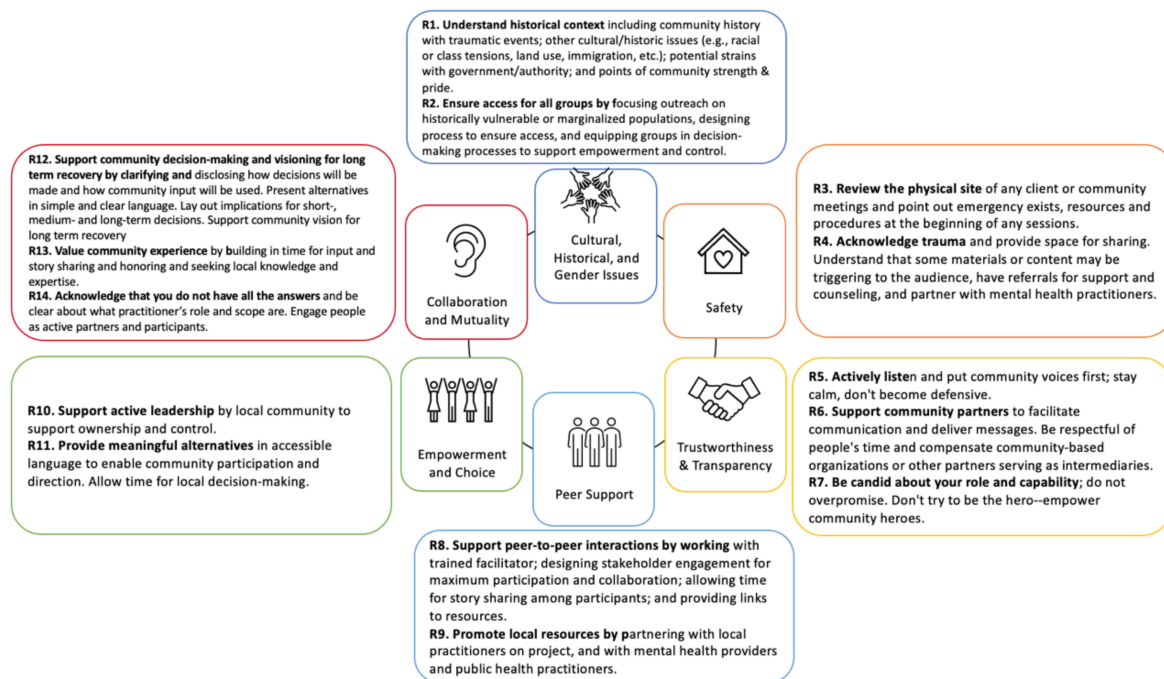 R1. Understand historical context including community history
with traumatic events; other cultural/historic issues (e.g., racial
or class tensions, land use, immigration, etc.); potential strains
with government/authority; and points of community strength &
pride.
R2. Ensure access for all groups by focusing outreach on
historically vulnerable or marginalized populations, designing
process to ensure access, and equipping groups in decision-
making processes to support empowerment and control.
R12. Support community decision-making and visioning for long
term recovery by clarifying and disclosing how decisions will be
made and how community input will be used. Present alternatives
in simple and clear language. Lay out implications for short-,
medium- and long-term decisions. Support community vision for
long term recovery
R13. Value community experience by building in time for input and
story sharing and honoring and seeking local knowledge and
expertise.
R14. Acknowledge that you do not have all the answers and be
clear about what practitioner's role and scope are. Engage people
as active partners and participants.
Collaboration
and Mutuality
Cultural,
Historical, and
Gender Issues
Safety
R3. Review the physical site of any client or community
meetings and point out emergency exists, resources and
procedures at the beginning of any sessions.
R4. Acknowledge trauma and provide space for sharing.
Understand that some materials or content may be
triggering to the audience, have referrals for support and
counseling, and partner with mental health practitioners.
R10. Support active leadership by local community to
support ownership and control.
R11. Provide meaningful alternatives in accessible
language to enable community participation and
direction. Allow time for local decision-making.
Empowerment
and Choice
Peer Support
Trustworthiness
& Transparency
R5. Actively listen and put community voices first; stay
calm, don't become defensive.
R6. Support community partners to facilitate
communication and deliver messages. Be respectful of
people's time and compensate community-based
organizations or other partners serving as intermediaries.
R7. Be candid about your role and capability; do not
overpromise. Don't try to be the hero--empower
community heroes.
R8. Support peer-to-peer interactions by working with
trained facilitator; designing stakeholder engagement for
maximum participation and collaboration; allowing time
for story sharing among participants; and providing links
to resources.
R9. Promote local resources by partnering with local
practitioners on project, and with mental health providers
and public health practitioners.